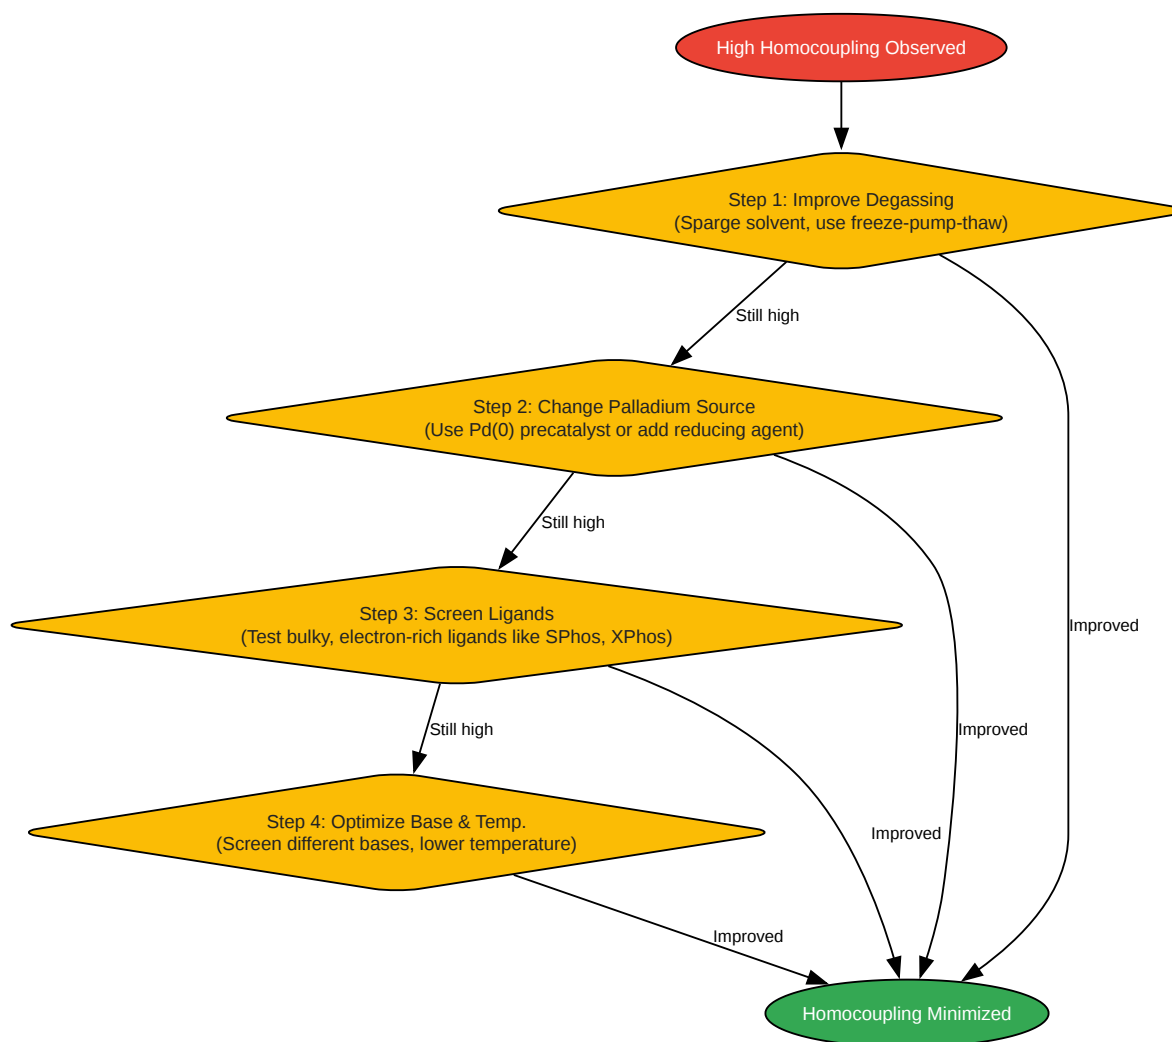 High Homocoupling Observed
Step 1: Improve Degassing
(Sparge solvent, use freeze-pump-thaw)
Still high
Step 2: Change Palladium Source
(Use Pd(0) precatalyst or add reducing agent)
Still high
Step 3: Screen Ligands
(Test bulky, electron-rich ligands like SPhos, XPhos)
Improved
Still high
Improved
Step 4: Optimize Base & Temp.
(Screen different bases, lower temperature)
Improved
Improved
Homocoupling Minimized